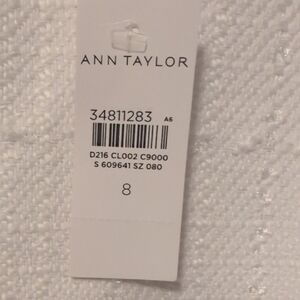 ANN TAYLOR
34811283 A6
D216 CL002 C9000
S 609641 SZ 080
8